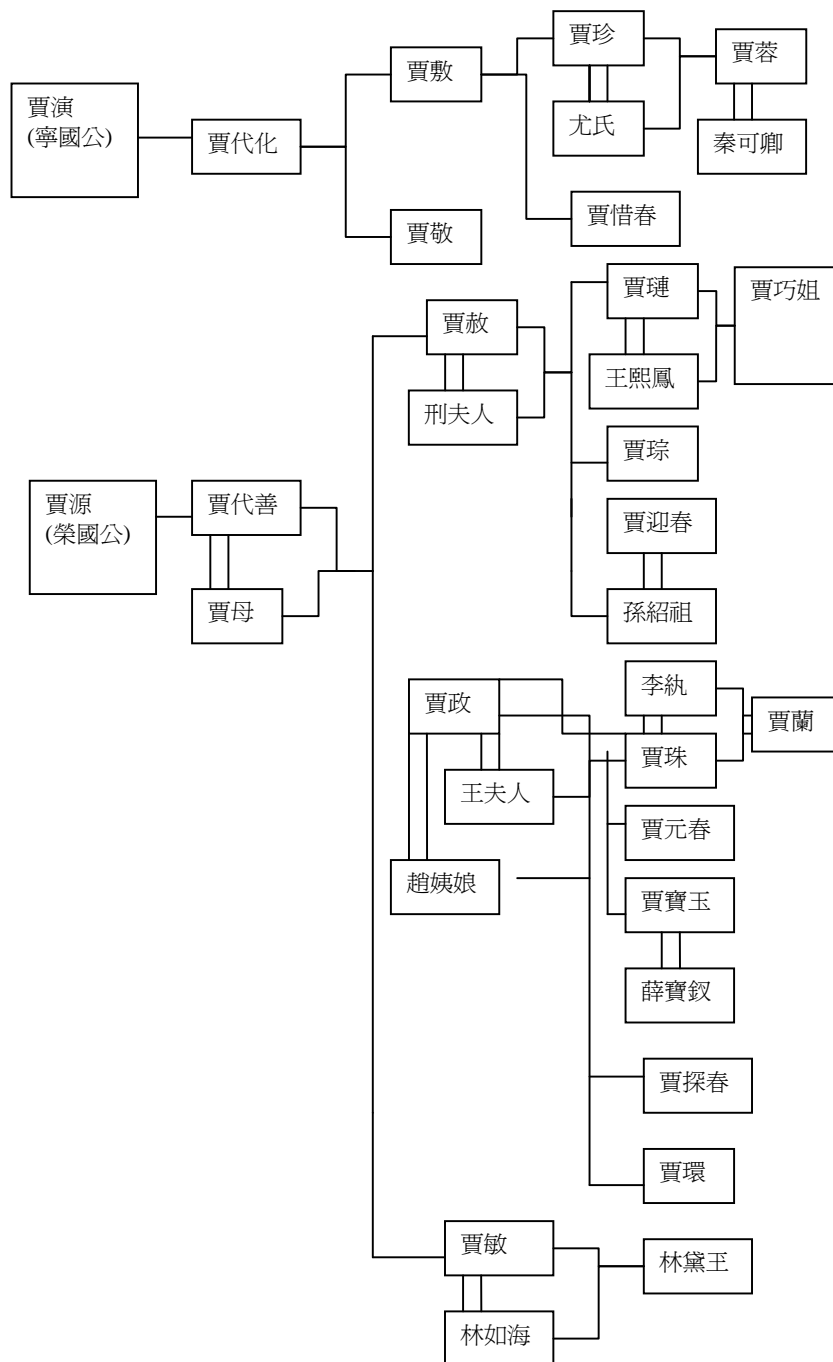 賈珍
賈蓉
賈敷
賈演
(寧國公)
賈代化
尤氏
秦可卿
賈惜春
賈敬
賈璉
賈巧姐
賈赦
王熙鳳
刑夫人
賈琮
賈源
(榮國公)
賈代善
賈迎春
賈母
孫紹祖
李紈
賈政
賈蘭
賈珠
王夫人
賈元春
趙姨娘
賈寶玉
薛寶釵
賈探春
賈環
賈敏
林黛玉
林如海